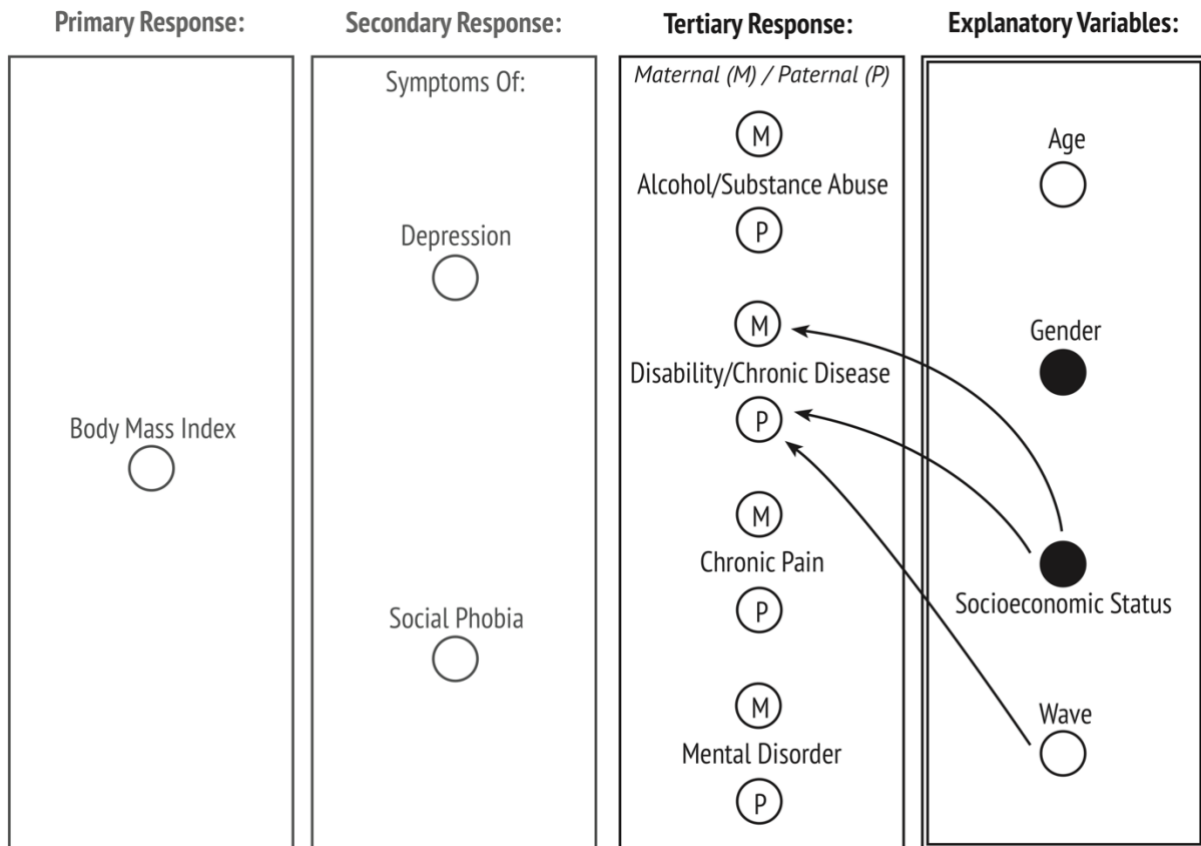 Primary Response:
Body Mass Index
Secondary Response:
Symptoms Of:
Depression
Social Phobia
Tertiary Response:
Maternal (M) / Paternal (P)
M
Alcohol/Substance Abuse
P
M
Disability/Chronic Disease
P
M
Chronic Pain
P
M
Mental Disorder
P
Explanatory Variables:
Age
Gender
Socioeconomic Status
Wave